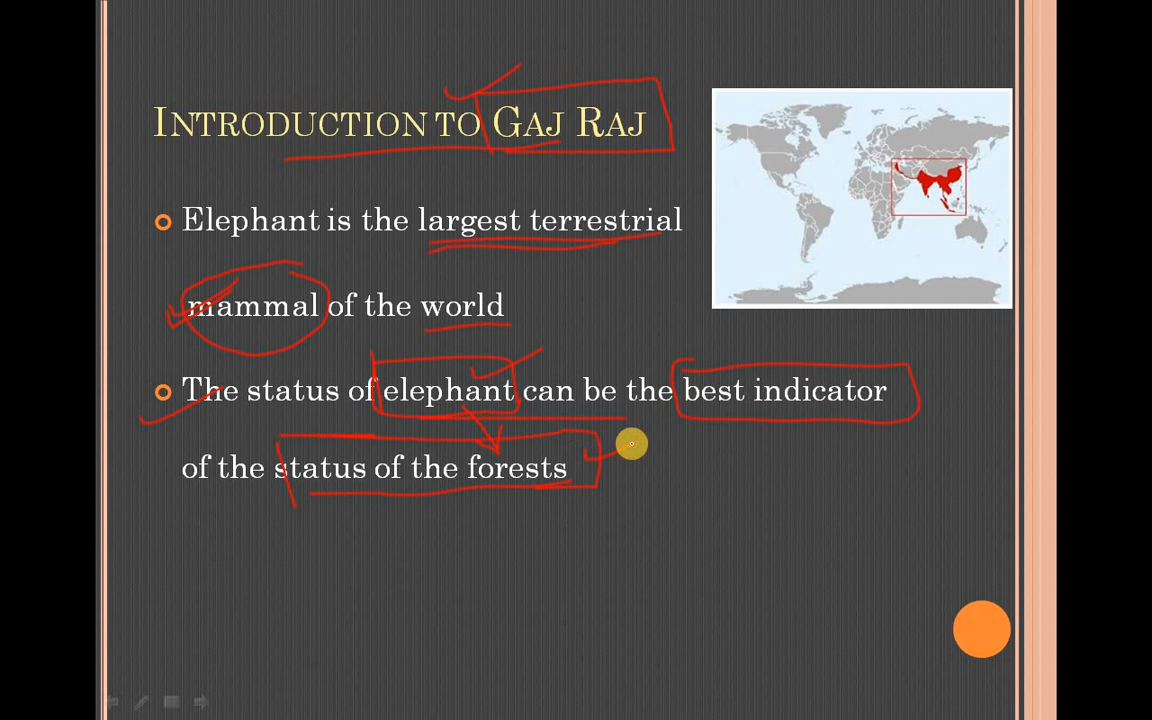 INTRODUCTION TO GAJ RAJ
Elephant is the largest terrestrial
mammal of the world
The status of elephant can be the best indicator
of the status of the forests